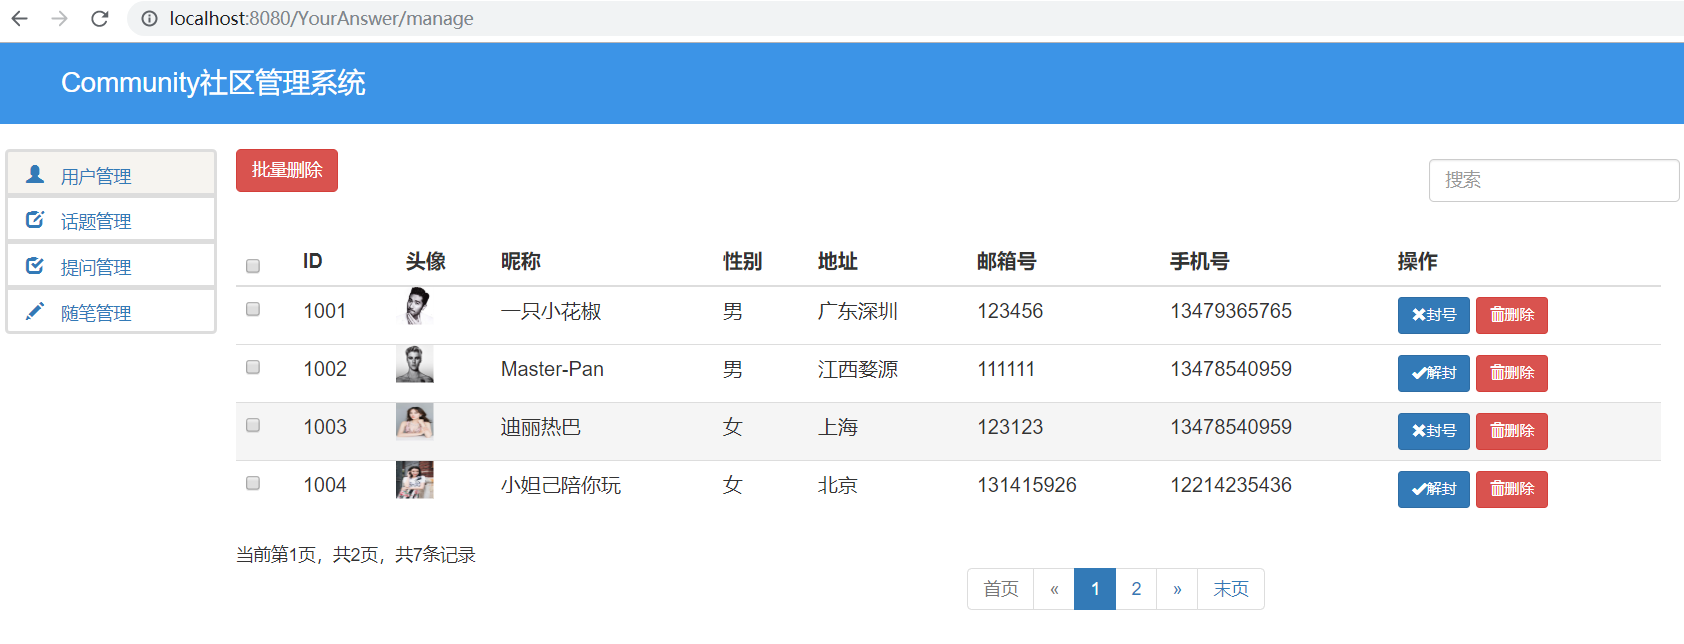 localhost:8080/YourAnswer/manage
Community社区管理系统
用户管理
话题管理
提问管理
随笔管理
批量删除
搜索
ID 头像 昵称 性别 地址 邮箱号 手机号 操作
1001 一只小花椒 男 广东深圳 123456 13479365765 封号 删除
1002 Master-Pan 男 江西婺源 111111 13478540959 解封 删除
1003 迪丽热巴 女 上海 123123 13478540959 封号 删除
1004 小妲己陪你玩 女 北京 131415926 12214235436 解封 删除
当前第1页，共2页，共7条记录
首页 « 1 2 » 末页